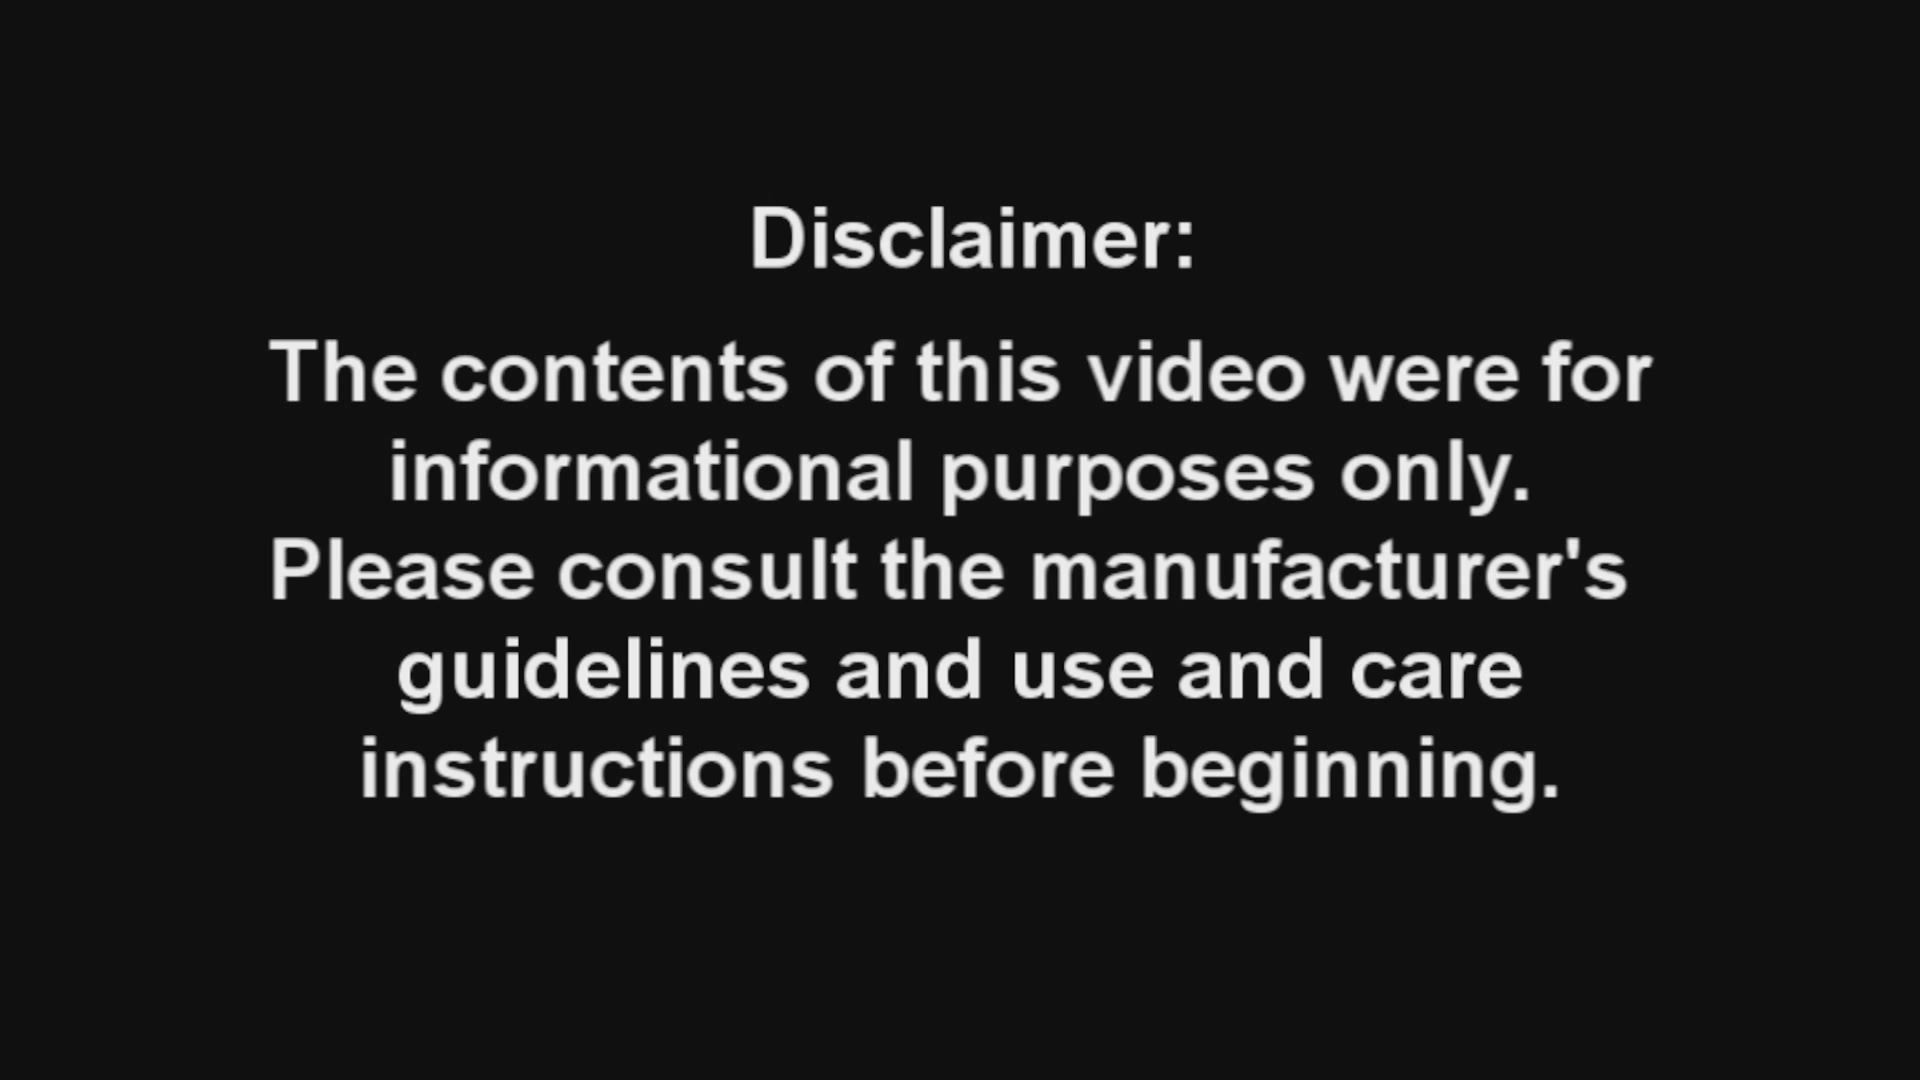 Disclaimer:
The contents of this video were for
informational purposes only.
Please consult the manufacturer's
guidelines and use and care
instructions before beginning.